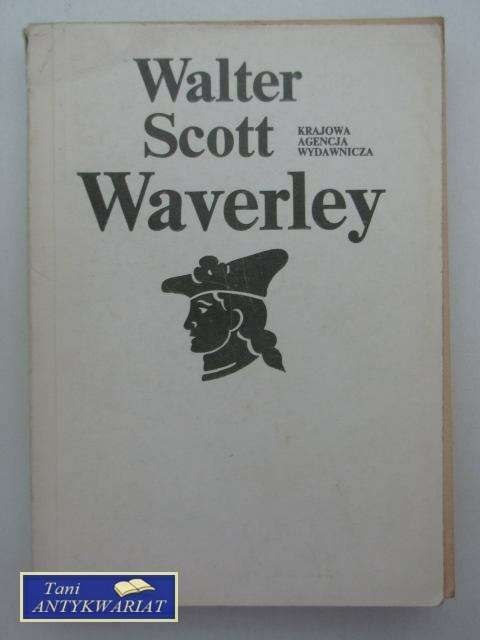 Walter
Scott
KRAJOWA
AGENCJA
WYDAWNICZA
Waverley
Tani
ANTYKWARIAT